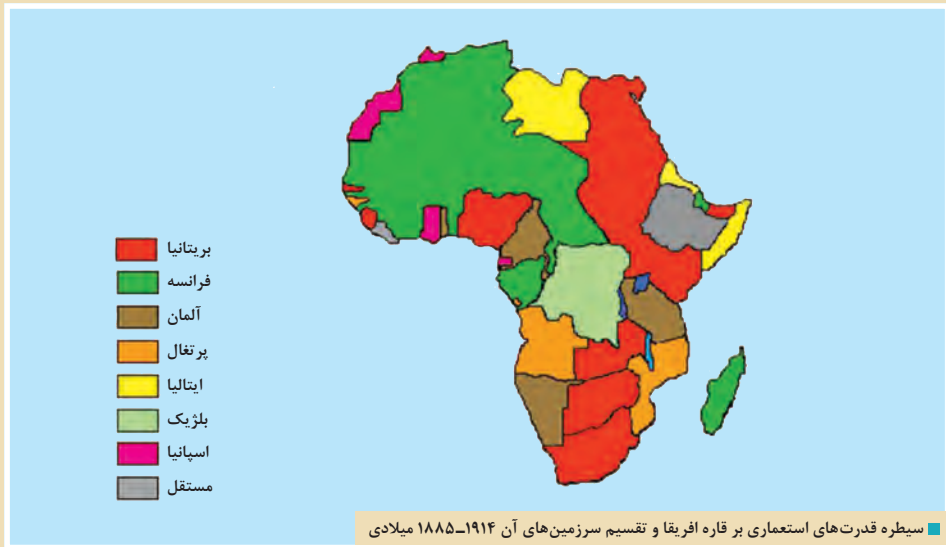 بریتانیا
فرانسه
آلمان
پرتغال
ایتالیا
بلژیک
اسپانیا
مستقل
سیطره قدرت‌های استعماری بر قاره افریقا و تقسیم سرزمین‌های آن ۱۹۱۴ـ۱۸۸۵ میلادی